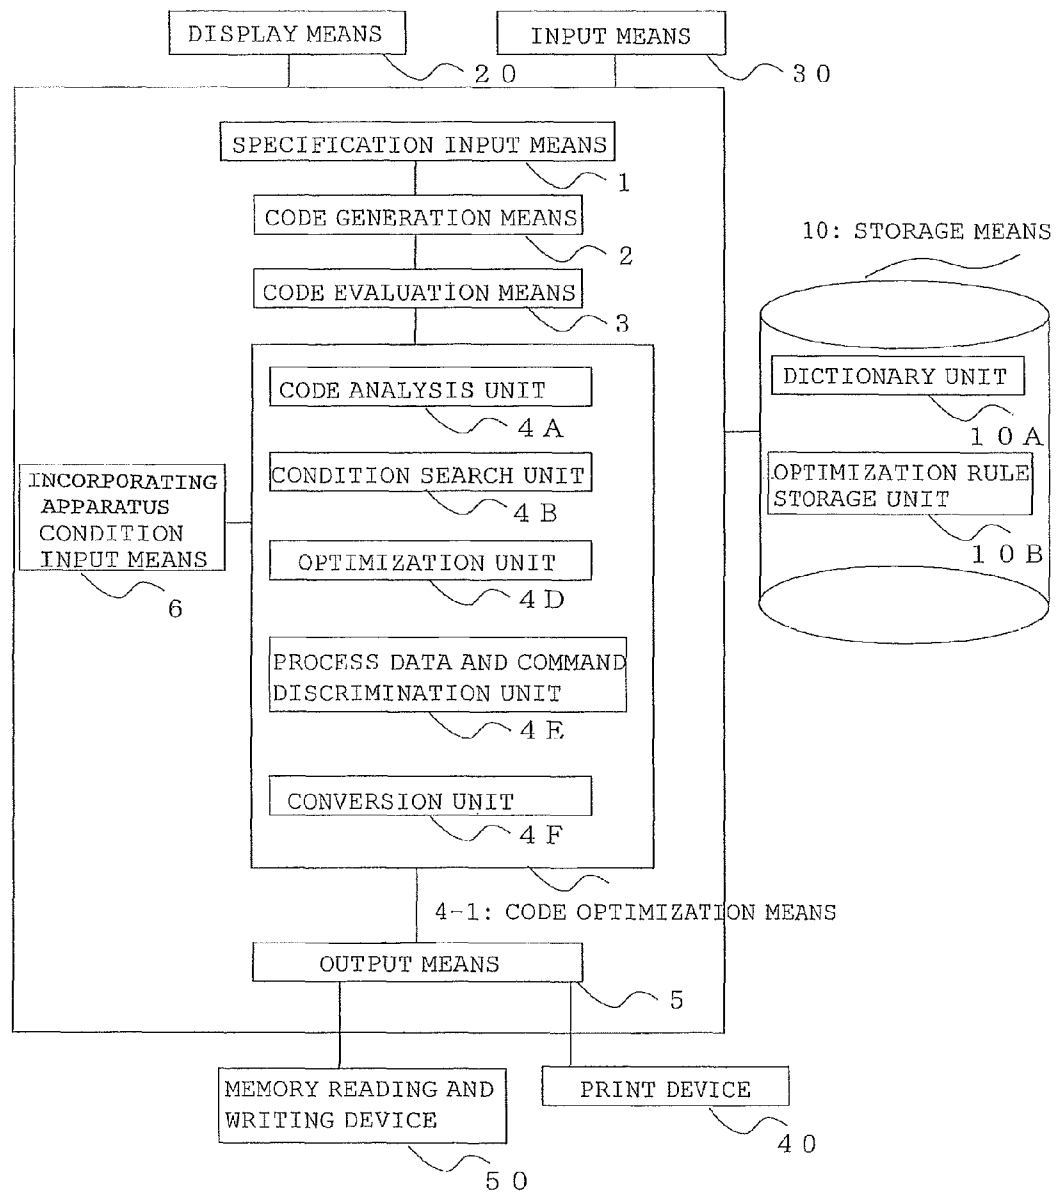 DISPLAY MEANS
20
INPUT MEANS
30
SPECIFICATION INPUT MEANS
1
CODE GENERATION MEANS
2
CODE EVALUATION MEANS
3
CODE ANALYSIS UNIT
4A
CONDITION SEARCH UNIT
4B
OPTIMIZATION UNIT
4D
PROCESS DATA AND COMMAND
DISCRIMINATION UNIT
4E
CONVERSION UNIT
4F
4-1: CODE OPTIMIZATION MEANS
INCORPORATING
APPARATUS
CONDITION
INPUT MEANS
6
10: STORAGE MEANS
DICTIONARY UNIT
10A
OPTIMIZATION RULE
STORAGE UNIT
10B
OUTPUT MEANS
5
MEMORY READING AND
WRITING DEVICE
50
PRINT DEVICE
40